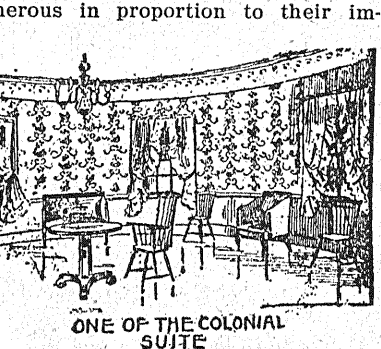 nerous in proportion to their im-
ONE OF THE COLONIAL
SUITE